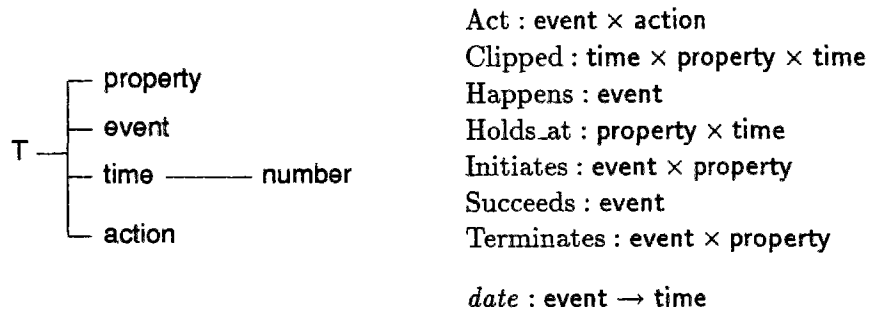 T
property
event
time number
action
Act : event × action
Clipped : time × property × time
Happens : event
Holds_at : property × time
Initiates : event × property
Succeeds : event
Terminates : event × property
date : event → time